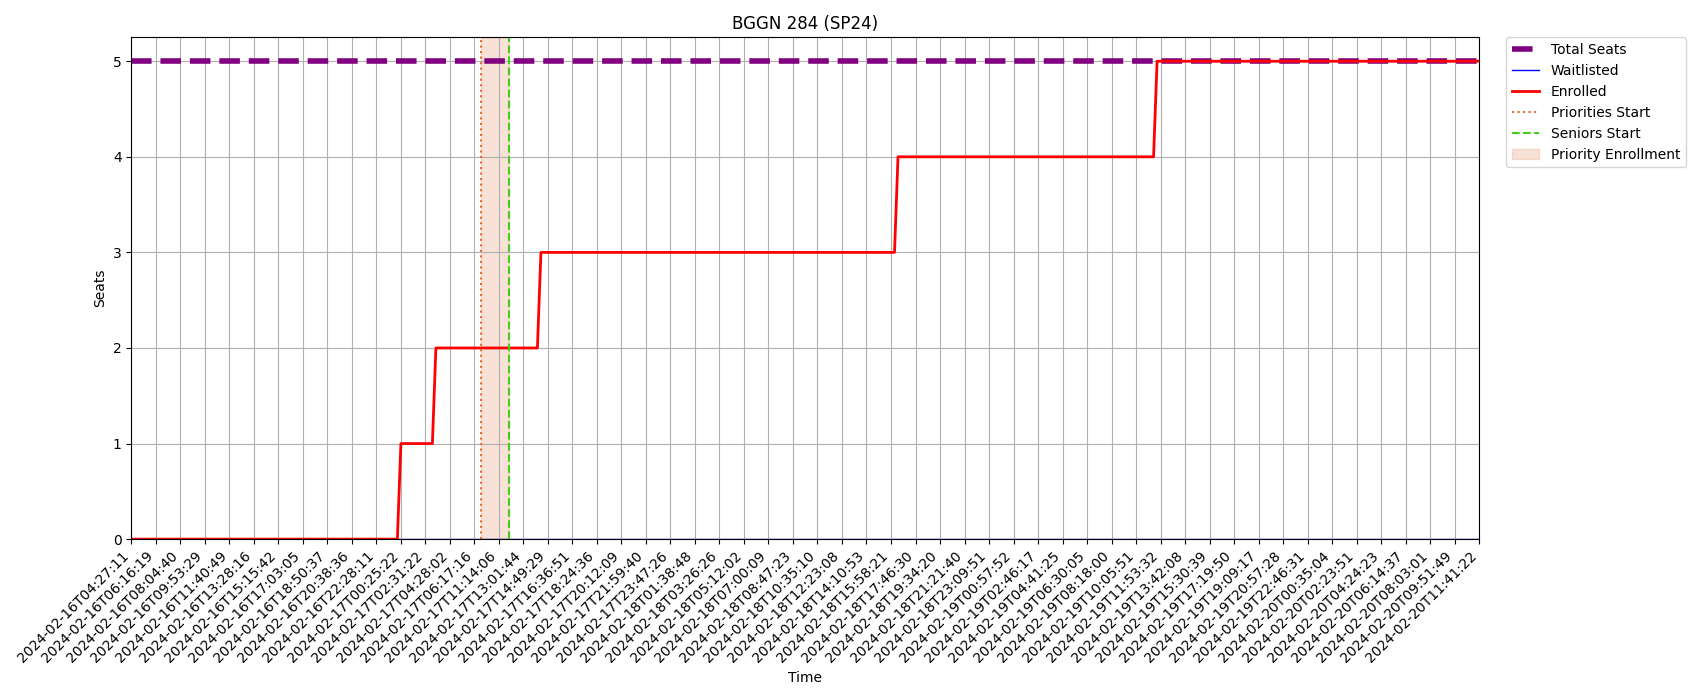 BGGN 284 (SP24)
Total Seats
Waitlisted
Enrolled
Priorities Start
Seniors Start
Priority Enrollment
Seats
5
4
3
2
1
0
2024-02-16T04:27:11
2024-02-16T06:16:19
2024-02-16T08:04:40
2024-02-16T09:53:29
2024-02-16T11:40:49
2024-02-16T13:28:16
2024-02-16T15:15:42
2024-02-16T17:03:05
2024-02-16T18:50:37
2024-02-16T20:38:36
2024-02-16T22:28:11
2024-02-17T00:25:22
2024-02-17T02:31:22
2024-02-17T04:28:02
2024-02-17T06:17:16
2024-02-17T11:14:06
2024-02-17T13:01:44
2024-02-17T14:49:29
2024-02-17T16:36:51
2024-02-17T18:24:36
2024-02-17T20:12:09
2024-02-17T21:59:40
2024-02-17T23:47:26
2024-02-18T01:38:48
2024-02-18T03:26:26
2024-02-18T05:12:02
2024-02-18T07:00:09
2024-02-18T08:47:23
2024-02-18T10:35:10
2024-02-18T12:23:08
2024-02-18T14:10:53
2024-02-18T15:58:21
2024-02-18T17:46:30
2024-02-18T19:34:20
2024-02-18T21:21:40
2024-02-18T23:09:51
2024-02-19T00:57:52
2024-02-19T02:46:17
2024-02-19T04:41:25
2024-02-19T06:30:05
2024-02-19T08:18:00
2024-02-19T10:05:51
2024-02-19T11:53:32
2024-02-19T13:42:08
2024-02-19T15:30:39
2024-02-19T17:19:50
2024-02-19T19:09:17
2024-02-19T20:57:28
2024-02-19T22:46:31
2024-02-20T00:35:04
2024-02-20T02:23:51
2024-02-20T04:24:23
2024-02-20T06:14:37
2024-02-20T08:03:01
2024-02-20T09:51:49
2024-02-20T11:41:22
Time